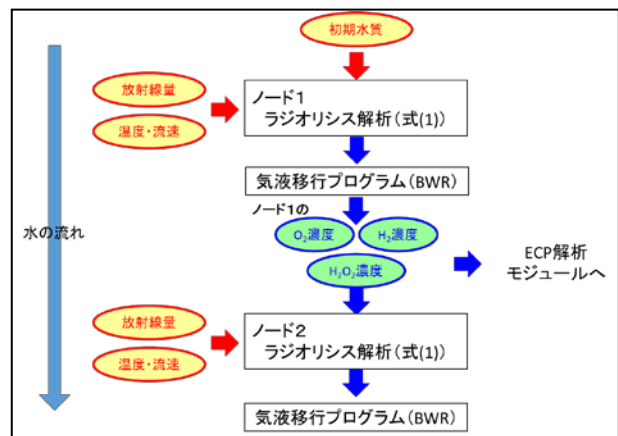 初期水質
放射線量
温度・流速
ノード1
ラジオリシス解析(式(1))
気液移行プログラム(BWR)
ノード1の
O₂濃度
H₂濃度
H₂O₂濃度
水の流れ
ECP解析
モジュールへ
放射線量
温度・流速
ノード2
ラジオリシス解析(式(1))
気液移行プログラム(BWR)